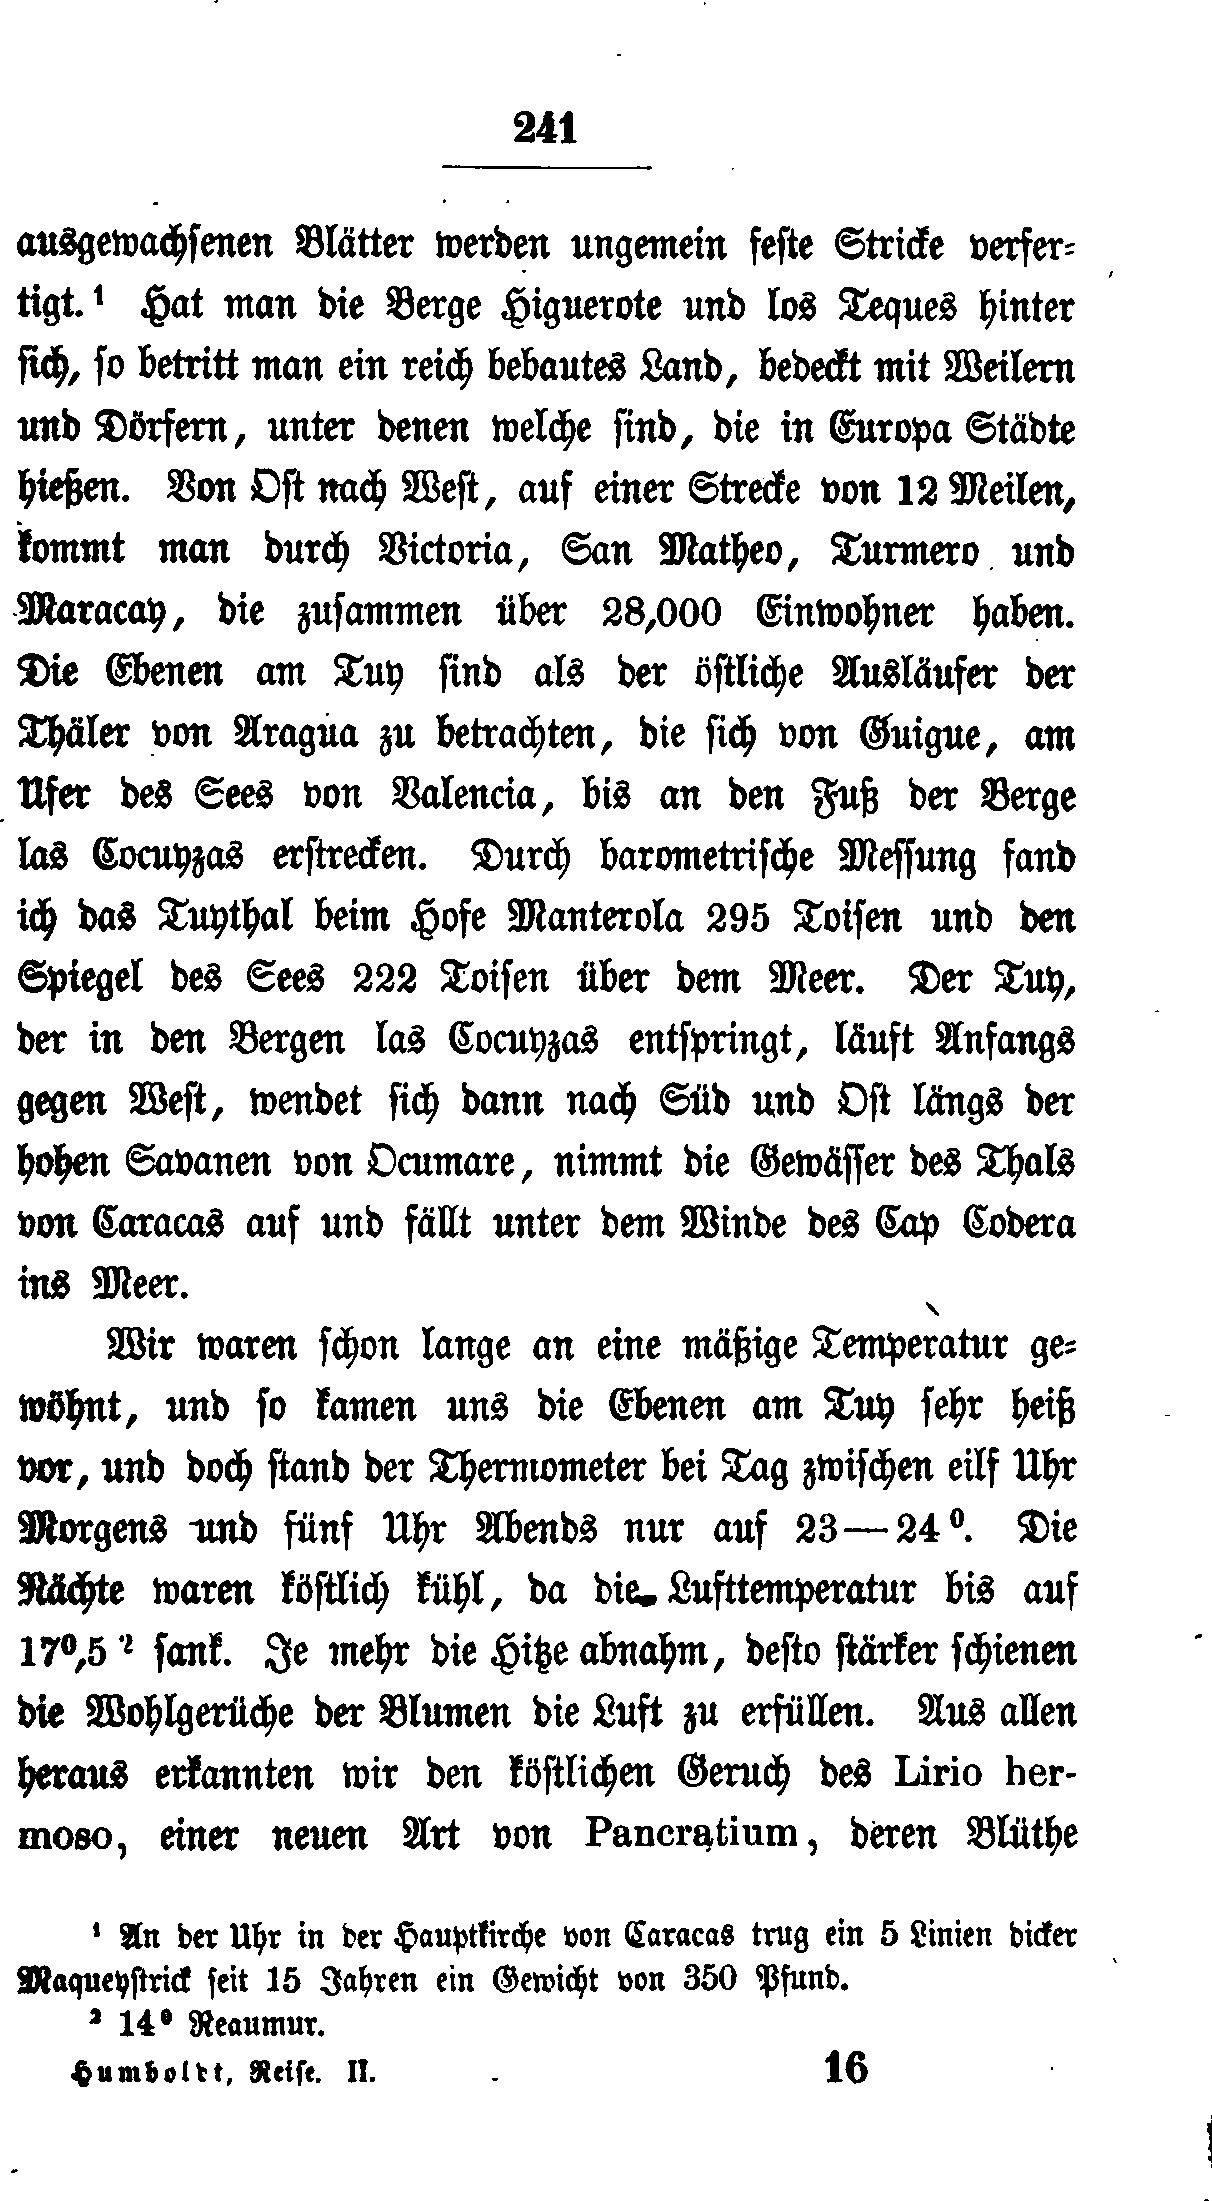 241
ausgewachsenen Blätter werden ungemein feste Stricke verfer-
tigt.¹ Hat man die Berge Higuerote und los Teques hinter
sich, so betritt man ein reich bebautes Land, bedeckt mit Weilern
und Dörfern, unter denen welche sind, die in Europa Städte
hießen. Von Ost nach West, auf einer Strecke von 12 Meilen,
kommt man durch Victoria, San Matheo, Turmero und
Maracay, die zusammen über 28,000 Einwohner haben.
Die Ebenen am Tuy sind als der östliche Ausläufer der
Thäler von Aragua zu betrachten, die sich von Guigue, am
Ufer des Sees von Valencia, bis an den Fuß der Berge
las Cocuyzas erstrecken. Durch barometrische Messung fand
ich das Tuythal beim Hofe Manterola 295 Toisen und den
Spiegel des Sees 222 Toisen über dem Meer. Der Tuy,
der in den Bergen las Cocuyzas entspringt, läuft Anfangs
gegen West, wendet sich dann nach Süd und Ost längs der
hohen Savanen von Ocumare, nimmt die Gewässer des Thals
von Caracas auf und fällt unter dem Winde des Cap Codera
ins Meer.
Wir waren schon lange an eine mäßige Temperatur ge-
wöhnt, und so kamen uns die Ebenen am Tuy sehr heiß
vor, und doch stand der Thermometer bei Tag zwischen eilf Uhr
Morgens und fünf Uhr Abends nur auf 23—24⁰. Die
Nächte waren köstlich kühl, da die Lufttemperatur bis auf
17⁰,5 ² sank. Je mehr die Hitze abnahm, desto stärker schienen
die Wohlgerüche der Blumen die Luft zu erfüllen. Aus allen
heraus erkannten wir den köstlichen Geruch des Lirio her-
moso, einer neuen Art von Pancratium, deren Blüthe
¹ An der Uhr in der Hauptkirche von Caracas trug ein 5 Linien dicker
Maqueystrick seit 15 Jahren ein Gewicht von 350 Pfund.
² 14⁰ Reaumur.
Humboldt, Reise. II. 16